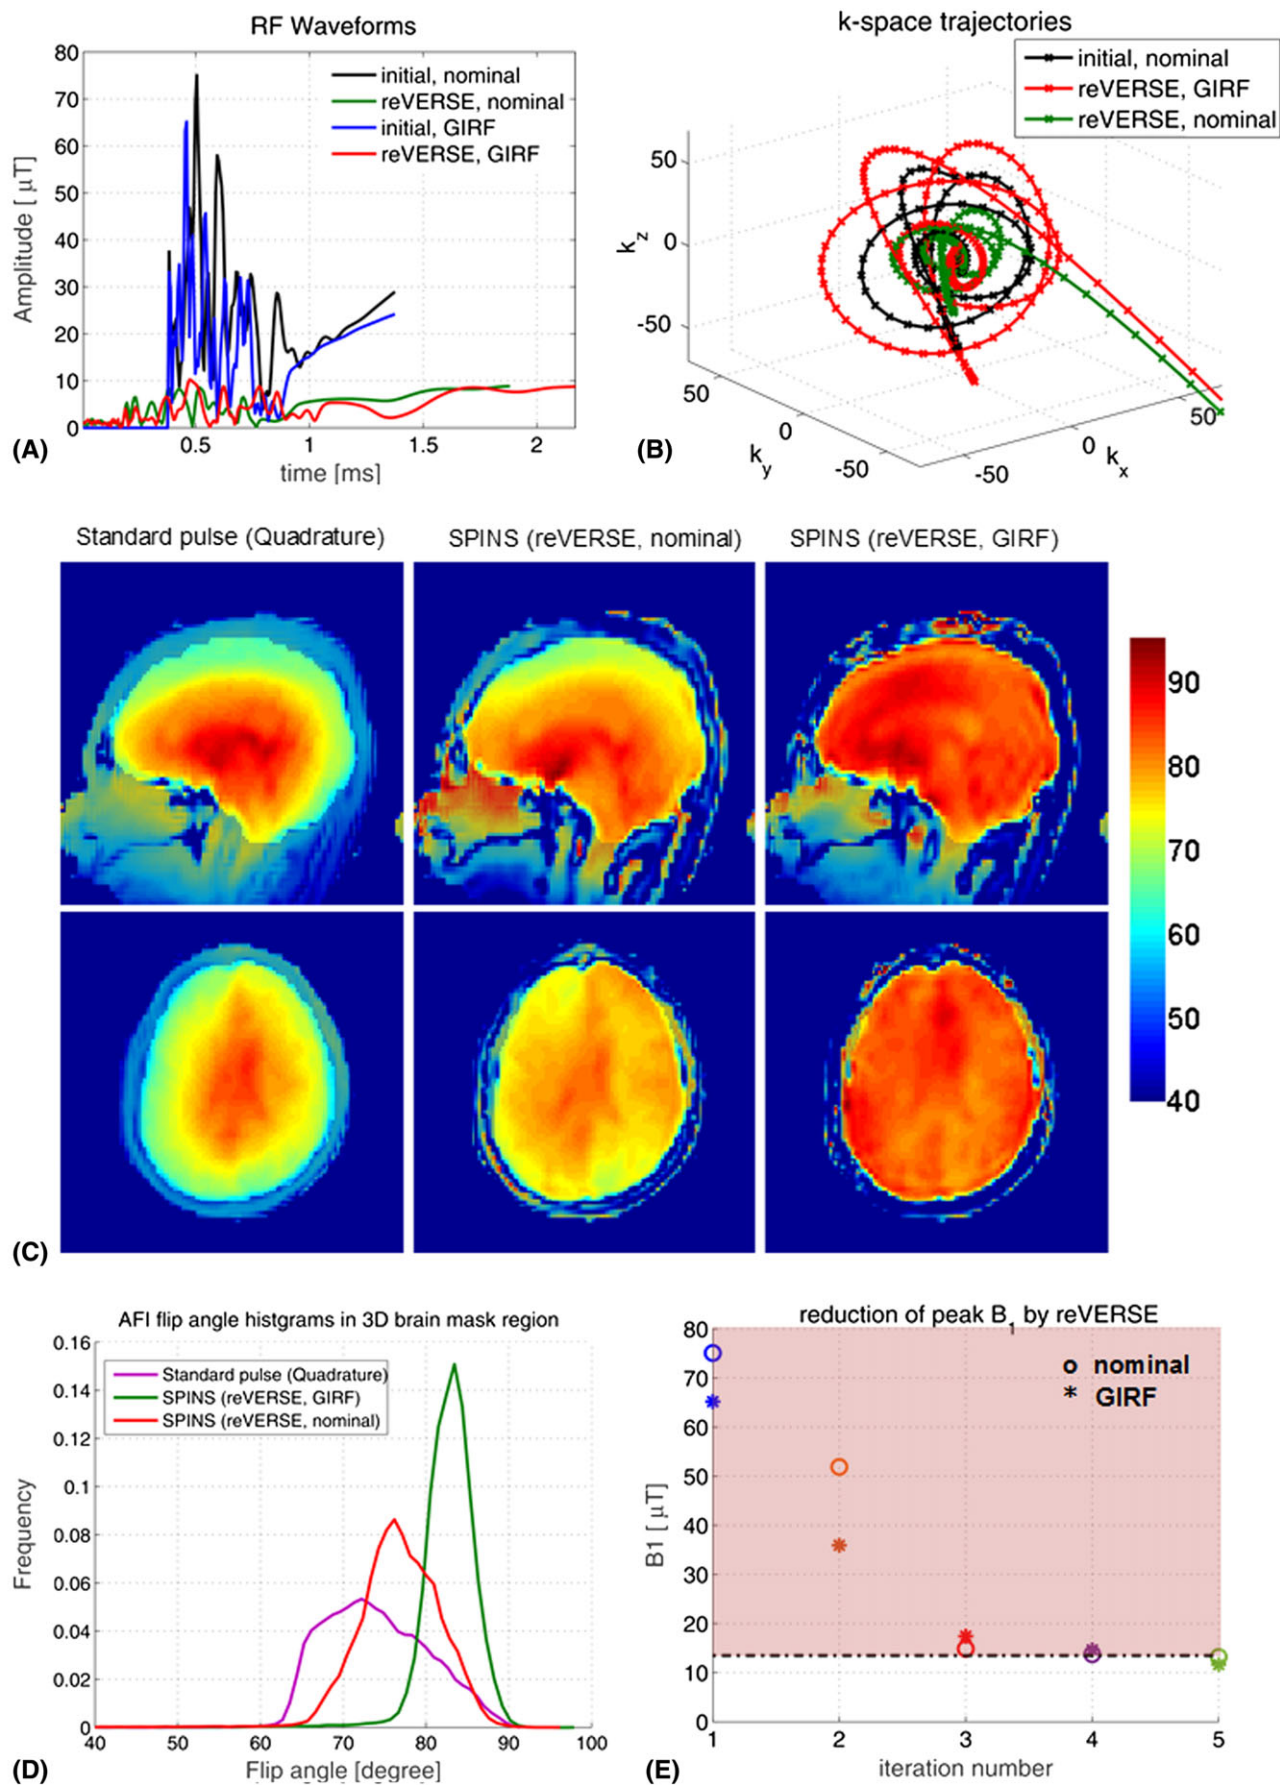 RF Waveforms
80
70
60
50
40
30
20
10
0
Amplitude [ μT]
initial, nominal
reVERSE, nominal
initial, GIRF
reVERSE, GIRF
0.5
1
1.5
2
time [ms]
(A)
k-space trajectories
initial, nominal
reVERSE, GIRF
reVERSE, nominal
50
0
-50
kz
50
0
-50
ky
-50
0
50
kx
(B)
Standard pulse (Quadrature)
SPINS (reVERSE, nominal)
SPINS (reVERSE, GIRF)
90
80
70
60
50
40
(C)
AFI flip angle histgrams in 3D brain mask region
0.16
0.14
0.12
0.1
0.08
0.06
0.04
0.02
0
Frequency
Standard pulse (Quadrature)
SPINS (reVERSE, GIRF)
SPINS (reVERSE, nominal)
40
50
60
70
80
90
100
Flip angle [degree]
(D)
reduction of peak B1 by reVERSE
80
70
60
50
40
30
20
10
0
B1 [ μT]
o nominal
* GIRF
1
2
3
4
5
iteration number
(E)